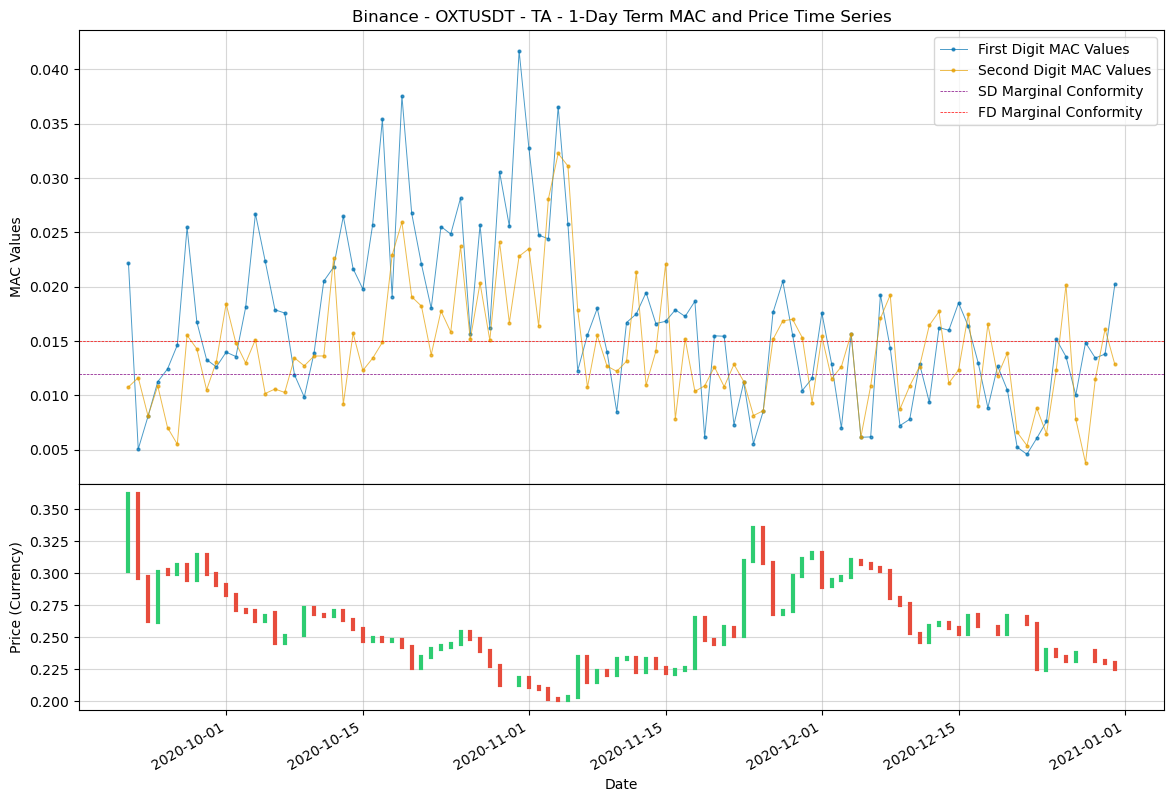 Binance - OXTUSDT - TA - 1-Day Term MAC and Price Time Series
First Digit MAC Values
Second Digit MAC Values
SD Marginal Conformity
FD Marginal Conformity
MAC Values
0.040
0.035
0.030
0.025
0.020
0.015
0.010
0.005
Price (Currency)
0.350
0.325
0.300
0.275
0.250
0.225
0.200
2020-10-01
2020-10-15
2020-11-01
2020-11-15
2020-12-01
2020-12-15
2021-01-01
Date